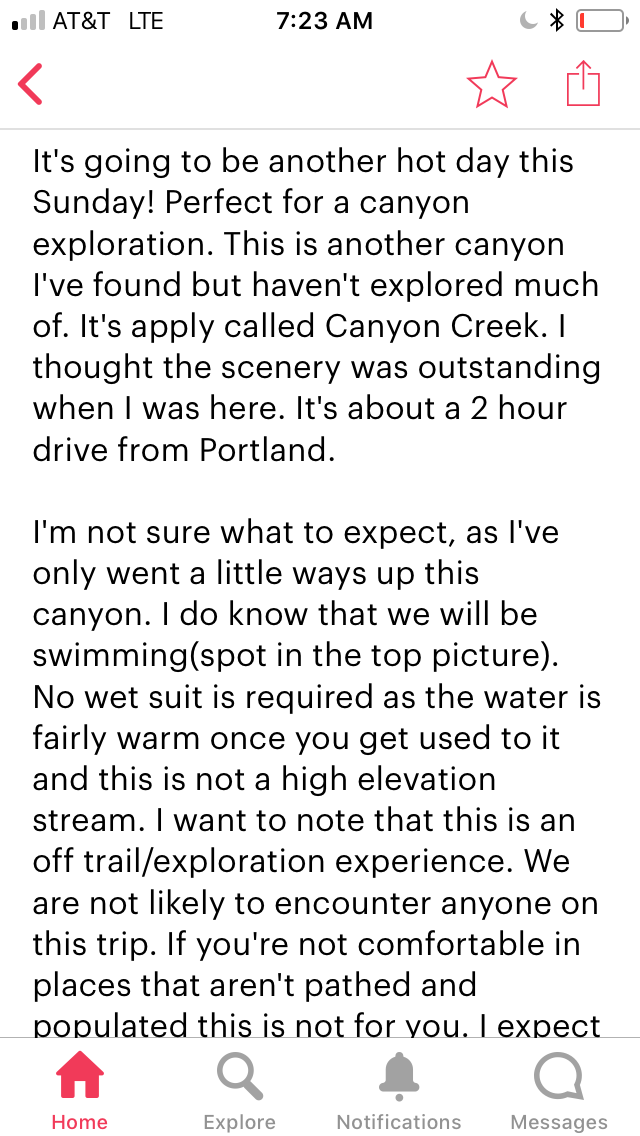 AT&T LTE 7:23 AM
It's going to be another hot day this
Sunday! Perfect for a canyon
exploration. This is another canyon
I've found but haven't explored much
of. It's apply called Canyon Creek. I
thought the scenery was outstanding
when I was here. It's about a 2 hour
drive from Portland.
I'm not sure what to expect, as I've
only went a little ways up this
canyon. I do know that we will be
swimming(spot in the top picture).
No wet suit is required as the water is
fairly warm once you get used to it
and this is not a high elevation
stream. I want to note that this is an
off trail/exploration experience. We
are not likely to encounter anyone on
this trip. If you're not comfortable in
places that aren't pathed and
populated this is not for you. I expect
Home Explore Notifications Messages